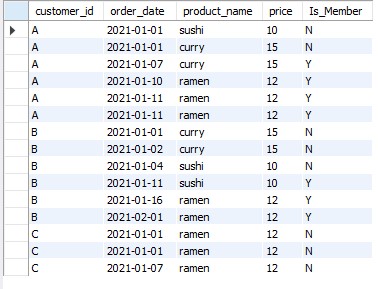 customer_id order_date product_name price Is_Member
A 2021-01-01 sushi 10 N
A 2021-01-01 curry 15 N
A 2021-01-07 curry 15 Y
A 2021-01-10 ramen 12 Y
A 2021-01-11 ramen 12 Y
A 2021-01-11 ramen 12 Y
B 2021-01-01 curry 15 N
B 2021-01-02 curry 15 N
B 2021-01-04 sushi 10 N
B 2021-01-11 sushi 10 Y
B 2021-01-16 ramen 12 Y
B 2021-02-01 ramen 12 Y
C 2021-01-01 ramen 12 N
C 2021-01-01 ramen 12 N
C 2021-01-07 ramen 12 N